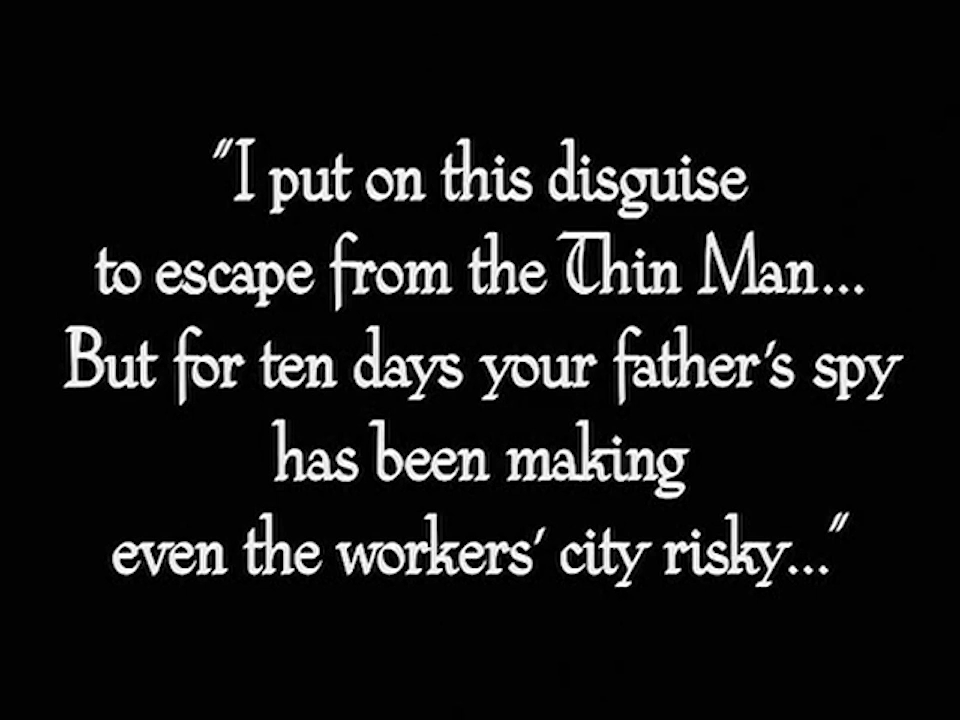 "I put on this disguise
to escape from the Thin Man...
But for ten days your father's spy
has been making
even the workers' city risky..."